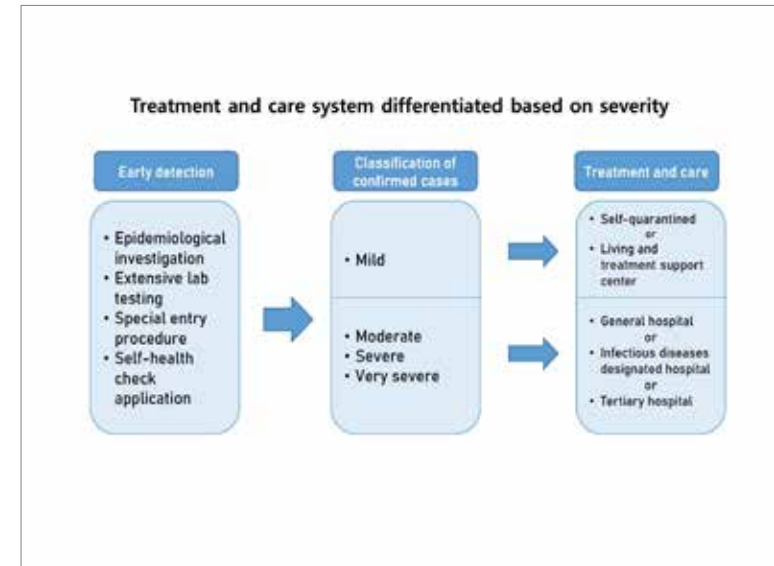 Treatment and care system differentiated based on severity
Early detection
• Epidemiological
investigation
• Extensive lab
testing
• Special entry
procedure
• Self-health
check
application
Classification of
confirmed cases
• Mild
• Moderate
• Severe
• Very severe
Treatment and care
• Self-quarantined
or
• Living and
treatment support
center
• General hospital
or
• Infectious diseases
designated hospital
or
• Tertiary hospital